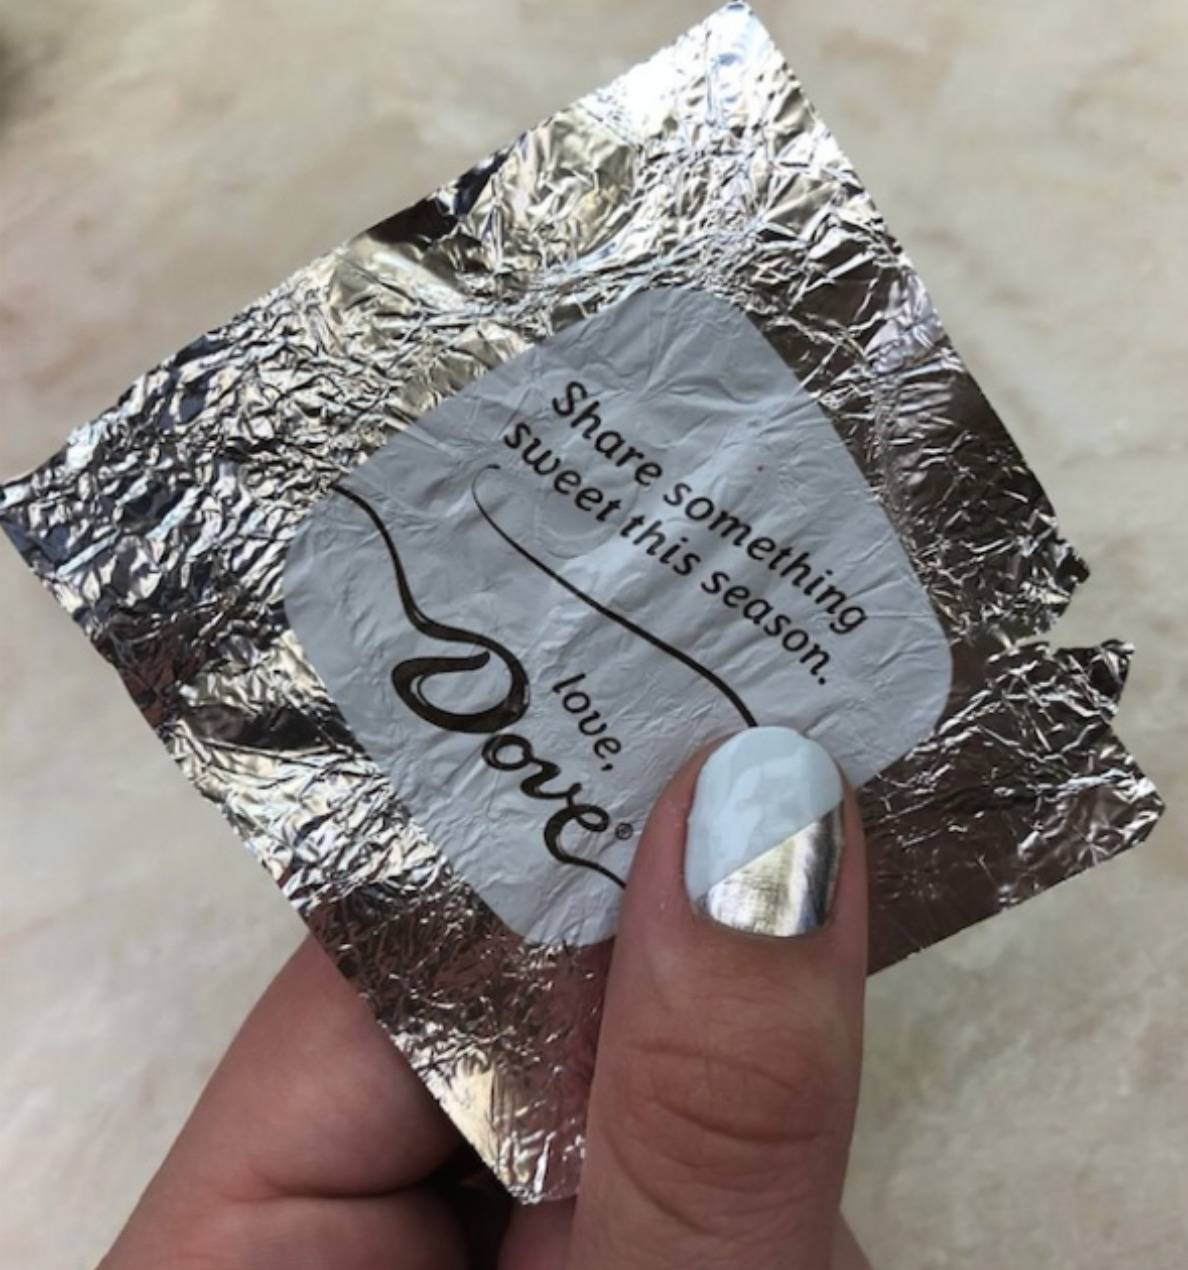 Share something
sweet this season.
love,
Dove®